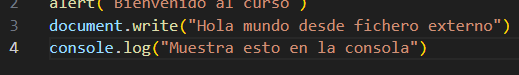 2 alert("Bienvenido al curso")
3 document.write("Hola mundo desde fichero externo")
4 console.log("Muestra esto en la consola")